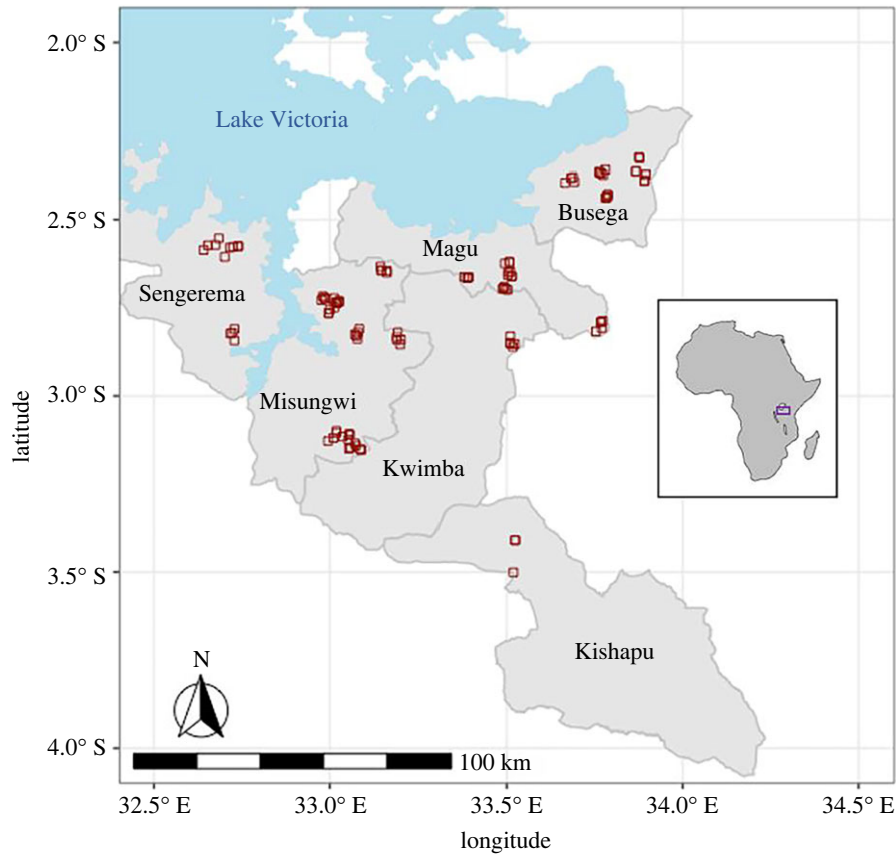 2.0° S
Lake Victoria
2.5° S
Busega
Magu
Sengerema
3.0° S
Misungwi
latitude
Kwimba
3.5° S
Kishapu
N
4.0° S
100 km
32.5° E
33.0° E
33.5° E
34.0° E
34.5° E
longitude